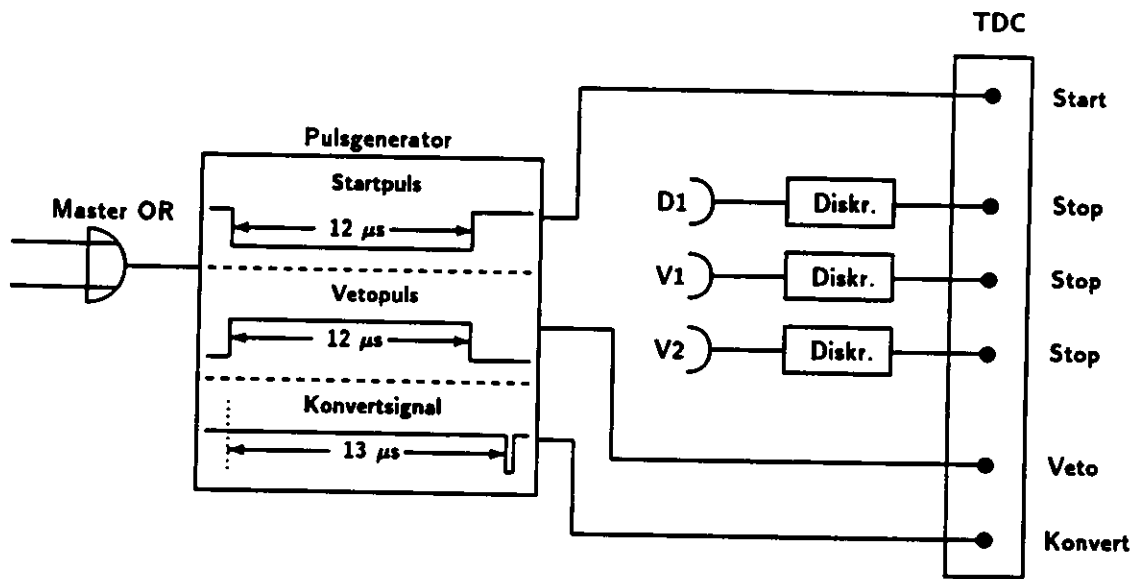 TDC
Start
Pulsgenerator
Startpuls
Master OR
12 μs
D1
Diskr.
Stop
V1
Diskr.
Stop
Vetopuls
12 μs
V2
Diskr.
Stop
Konvertsignal
13 μs
Veto
Konvert